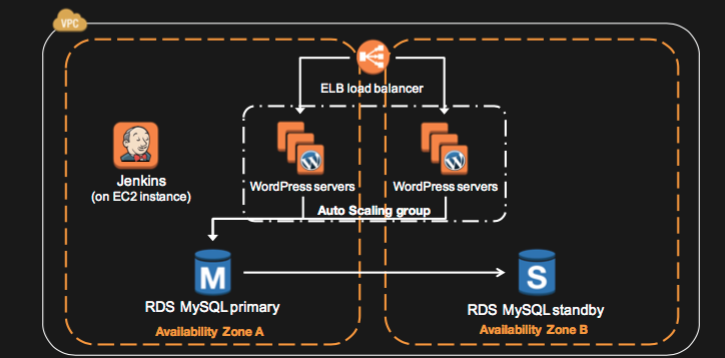 VPC
ELB load balancer
Jenkins
(on EC2 instance)
WordPress servers
WordPress servers
Auto Scaling group
M
S
RDS MySQL primary
RDS MySQL standby
Availability Zone A
Availability Zone B